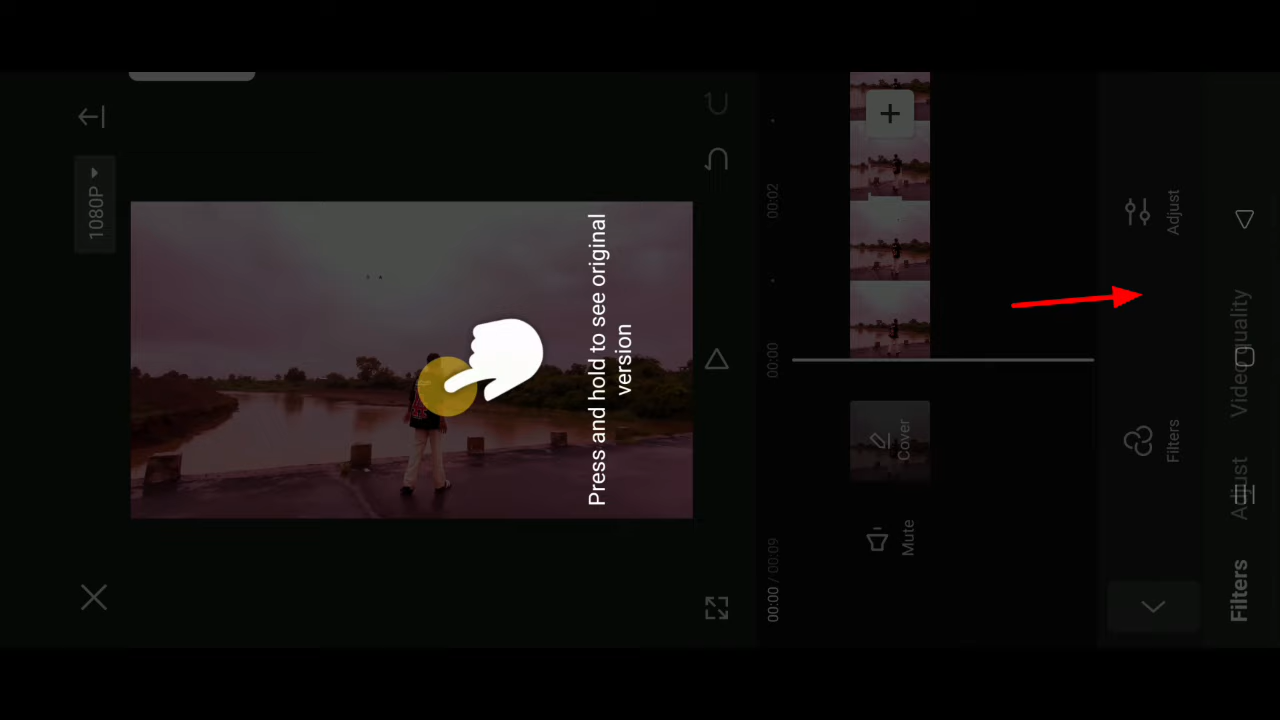 1080P
Press and hold to see original
version
00:00 / 00:09
00:00
00:02
Mute
Cover
Filters
Adjust
Filters
Adjust
Video quality